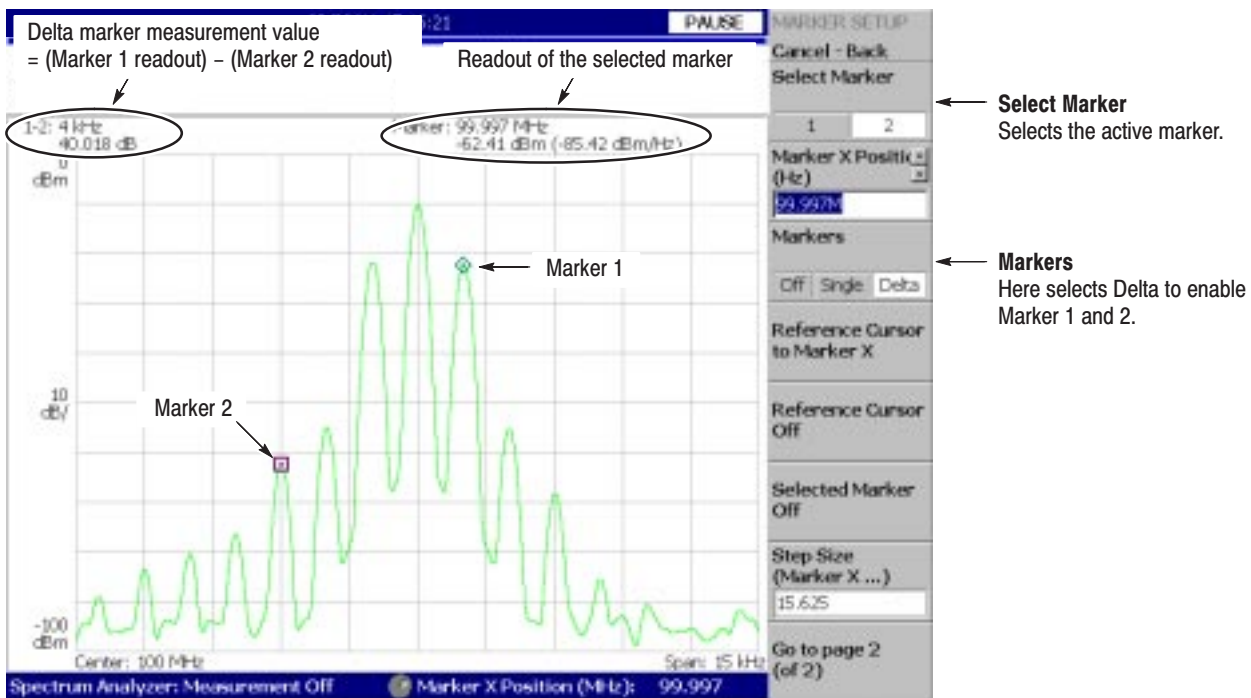 :21
PAUSE
MARKER SETUP
Cancel - Back
Select Marker
1 2
Marker X Position
(Hz)
99.997M
Markers
Off Single Delta
Reference Cursor
to Marker X
Reference Cursor
Off
Selected Marker
Off
Step Size
(Marker X ...)
15.625
Go to page 2
(of 2)
Delta marker measurement value
= (Marker 1 readout) – (Marker 2 readout)
Readout of the selected marker
1-2: 4 kHz
40.018 dB
Marker: 99.997 MHz
-62.41 dBm (-85.42 dBm/Hz)
0
dBm
10
dB/
-100
dBm
Marker 1
Marker 2
Center: 100 MHz
Span: 15 kHz
Spectrum Analyzer: Measurement Off
Marker X Position (MHz): 99.997
Select Marker
Selects the active marker.
Markers
Here selects Delta to enable
Marker 1 and 2.